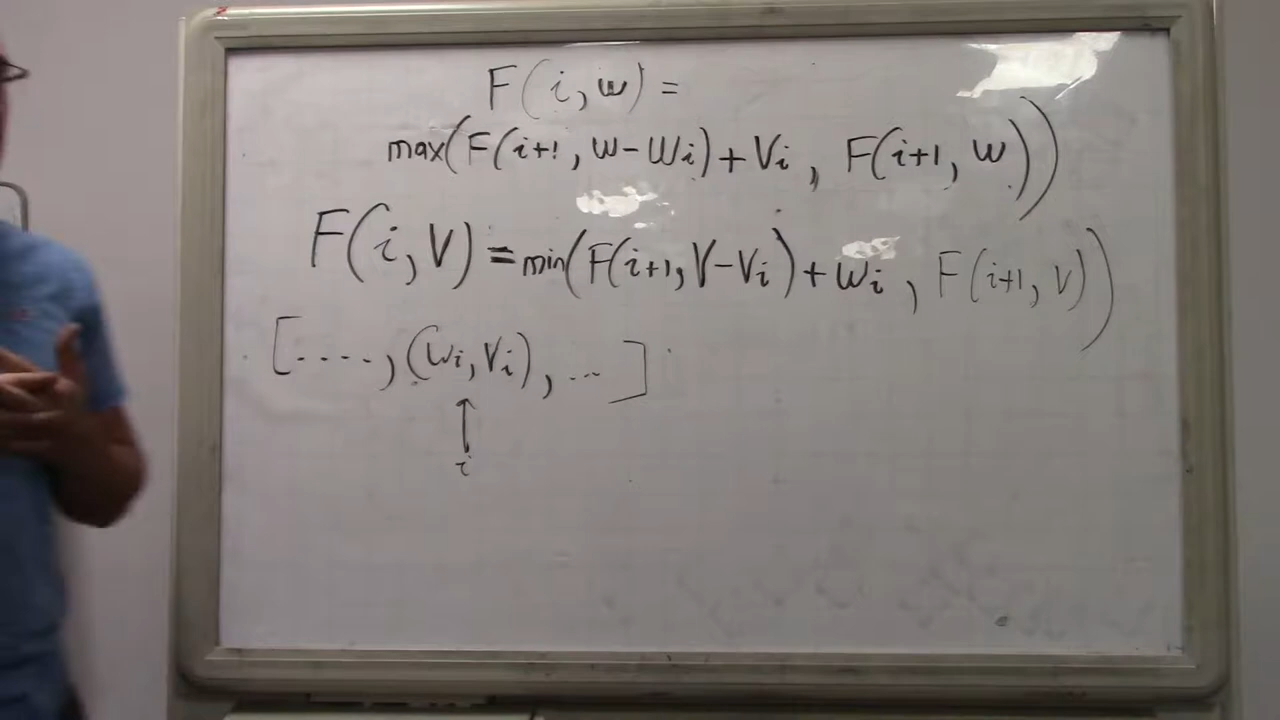 F(i, w) =
max(F(i+1, w-wi)+Vi, F(i+1, w))
F(i, V) = min(F(i+1, V-Vi)+wi, F(i+1, V))
[...., (wi, Vi), ...]
↑
i